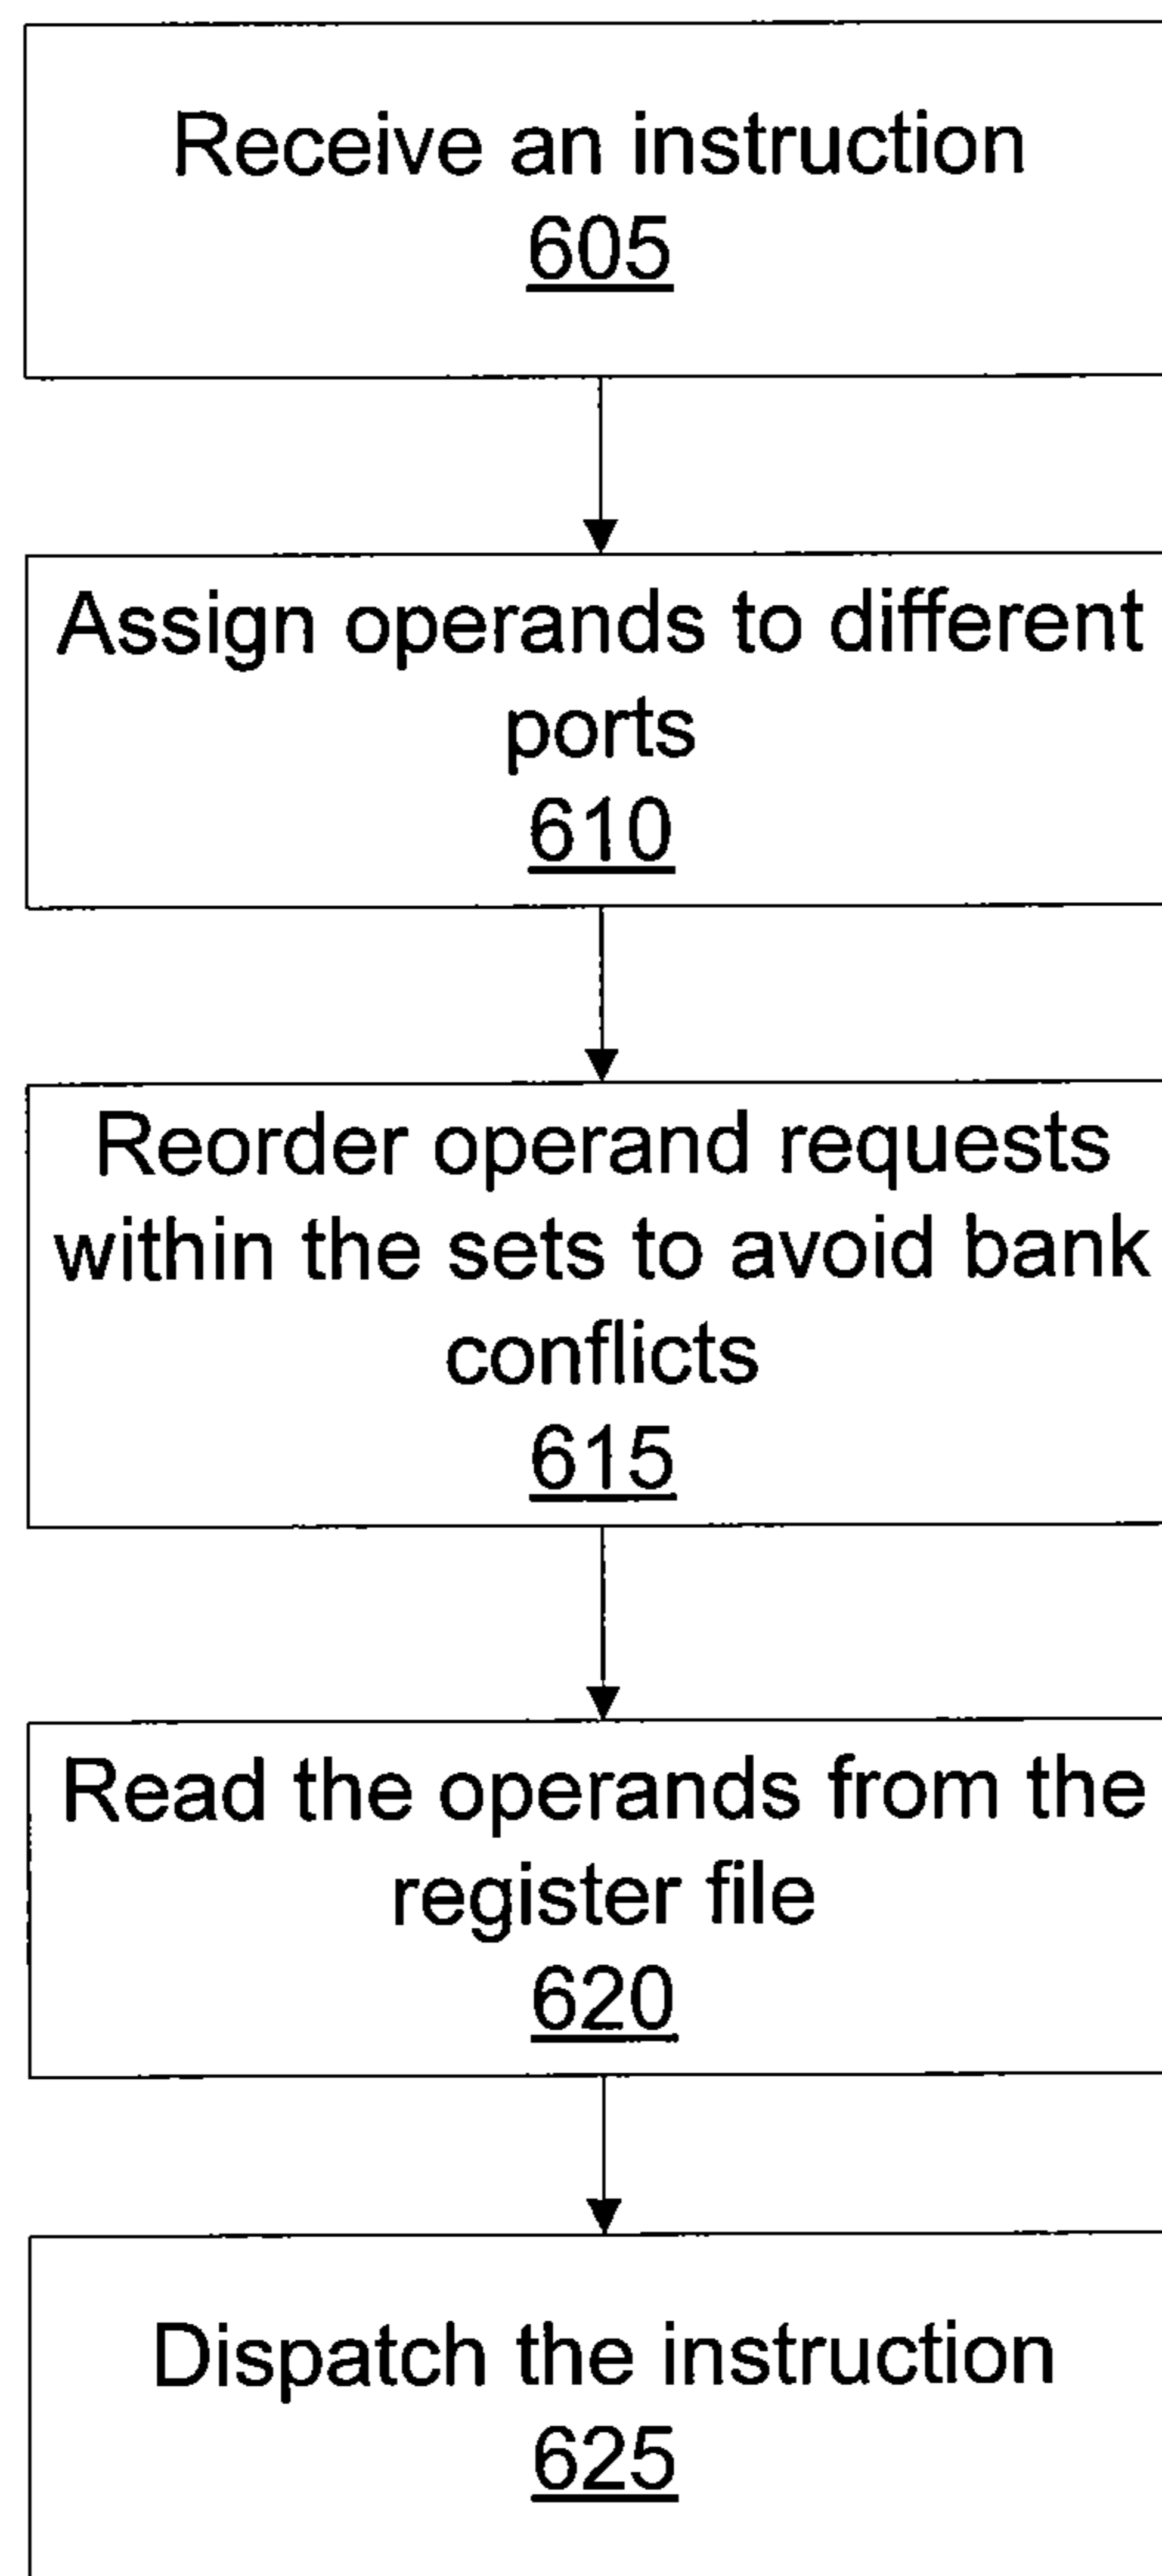 Receive an instruction
605
Assign operands to different
ports
610
Reorder operand requests
within the sets to avoid bank
conflicts
615
Read the operands from the
register file
620
Dispatch the instruction
625